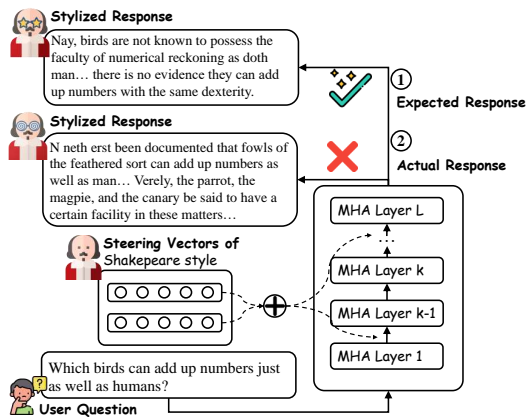 Stylized Response
Nay, birds are not known to possess the
faculty of numerical reckoning as doth
man… there is no evidence they can add
up numbers with the same dexterity.
1
Expected Response
Stylized Response
N neth erst been documented that fowls of
the feathered sort can add up numbers as
well as man… Verely, the parrot, the
magpie, and the canary be said to have a
certain facility in these matters…
2
Actual Response
MHA Layer L
...
MHA Layer k
MHA Layer k-1
MHA Layer 1
Steering Vectors of
Shakepeare style
Which birds can add up numbers just
as well as humans?
?
User Question